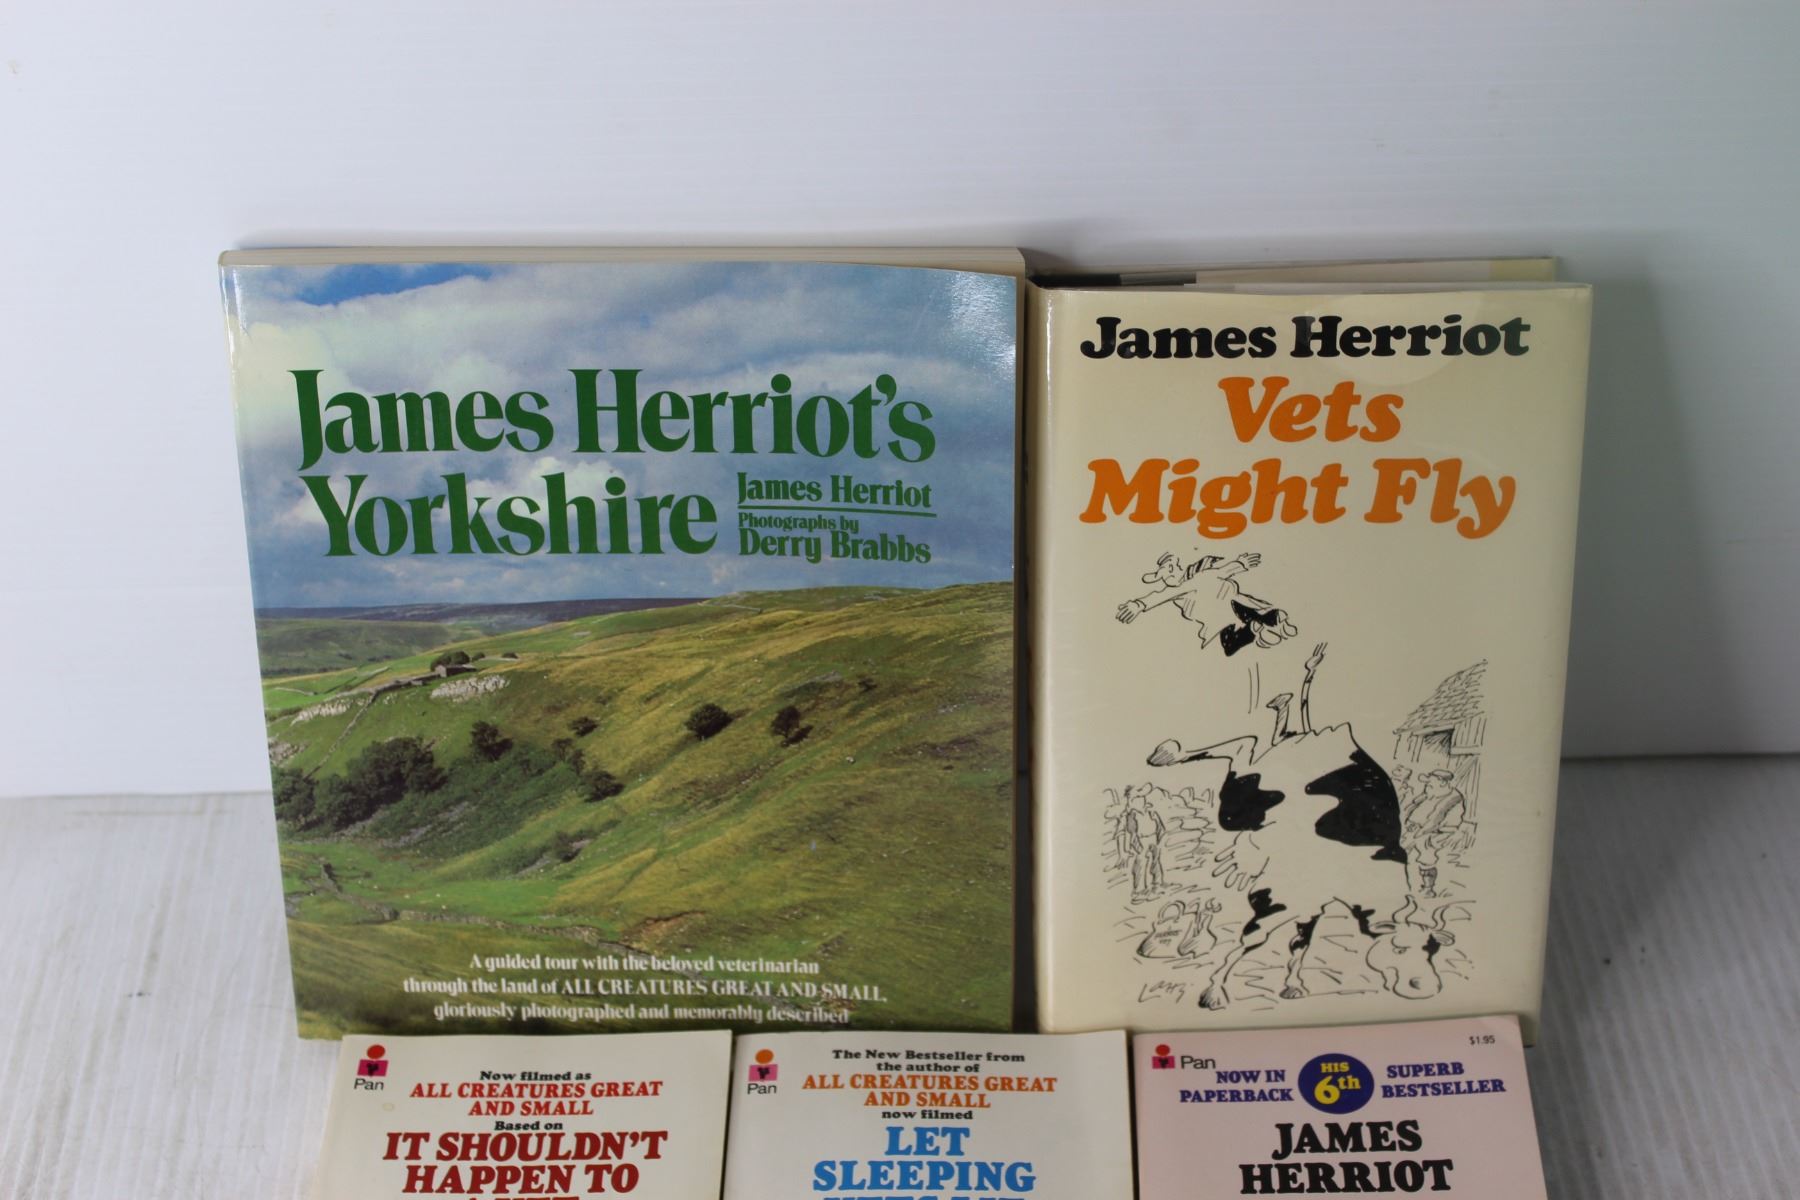 James Herriot's
Yorkshire
James Herriot
Photographs by
Derry Brabbs
A guided tour with the beloved veterinarian
through the land of ALL CREATURES GREAT AND SMALL,
gloriously photographed and memorably described
James Herriot
Vets
Might Fly
Larry
Pan
Now filmed as
ALL CREATURES GREAT
AND SMALL
Based on
IT SHOULDN'T
HAPPEN TO
Pan
The New Bestseller from
the author of
ALL CREATURES GREAT
AND SMALL
now filmed
LET
SLEEPING
Pan
$1.95
NOW IN
PAPERBACK
HIS
6th
SUPERB
BESTSELLER
JAMES
HERRIOT